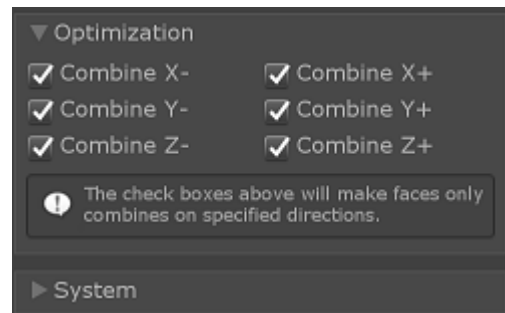 Optimization
Combine X- Combine X+
Combine Y- Combine Y+
Combine Z- Combine Z+
The check boxes above will make faces only
combines on specified directions.
System